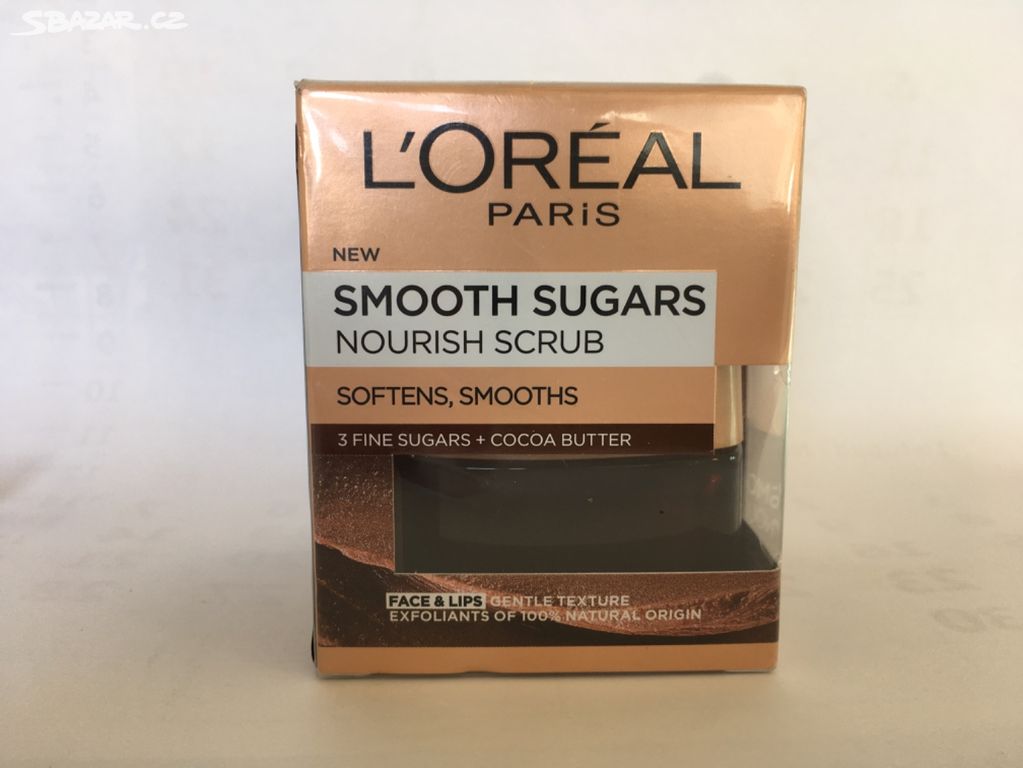 SBAZAR.CZ
L'ORÉAL
PARiS
NEW
SMOOTH SUGARS
NOURISH SCRUB
SOFTENS, SMOOTHS
3 FINE SUGARS + COCOA BUTTER
FACE & LIPS GENTLE TEXTURE
EXFOLIANTS OF 100% NATURAL ORIGIN